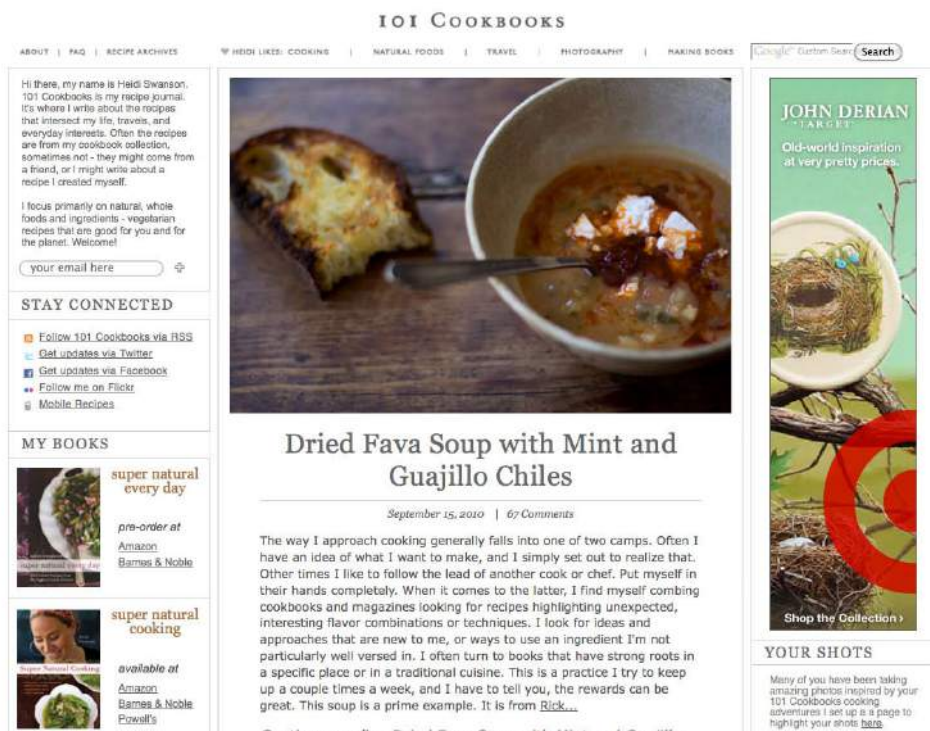 101 COOKBOOKS
ABOUT | FAQ | RECIPE ARCHIVES
HEIDI LIKES: COOKING | NATURAL FOODS | TRAVEL | PHOTOGRAPHY | MAKING BOOKS
Google™ Custom Searc Search
Hi there, my name is Heidi Swanson.
101 Cookbooks is my recipe journal.
It's where I write about the recipes
that intersect my life, travels, and
everyday interests. Often the recipes
are from my cookbook collection,
sometimes not - they might come from
a friend, or I might write about a
recipe I created myself.
I focus primarily on natural, whole
foods and ingredients - vegetarian
recipes that are good for you and for
the planet. Welcome!
your email here
STAY CONNECTED
Follow 101 Cookbooks via RSS
Get updates via Twitter
Get updates via Facebook
Follow me on Flickr
Mobile Recipes
MY BOOKS
super natural
every day
pre-order at
Amazon
Barnes & Noble
super natural every day
super natural
cooking
available at
Amazon
Barnes & Noble
Powell's
Super Natural Cooking
Dried Fava Soup with Mint and
Guajillo Chiles
September 15, 2010 | 67 Comments
The way I approach cooking generally falls into one of two camps. Often I
have an idea of what I want to make, and I simply set out to realize that.
Other times I like to follow the lead of another cook or chef. Put myself in
their hands completely. When it comes to the latter, I find myself combing
cookbooks and magazines looking for recipes highlighting unexpected,
interesting flavor combinations or techniques. I look for ideas and
approaches that are new to me, or ways to use an ingredient I'm not
particularly well versed in. I often turn to books that have strong roots in
a specific place or in a traditional cuisine. This is a practice I try to keep
up a couple times a week, and I have to tell you, the rewards can be
great. This soup is a prime example. It is from Rick...
JOHN DERIAN
TARGET
Old-world inspiration
at very pretty prices.
Shop the Collection ›
YOUR SHOTS
Many of you have been taking
amazing photos inspired by your
101 Cookbooks cooking
adventures I set up a a page to
highlight your shots here.